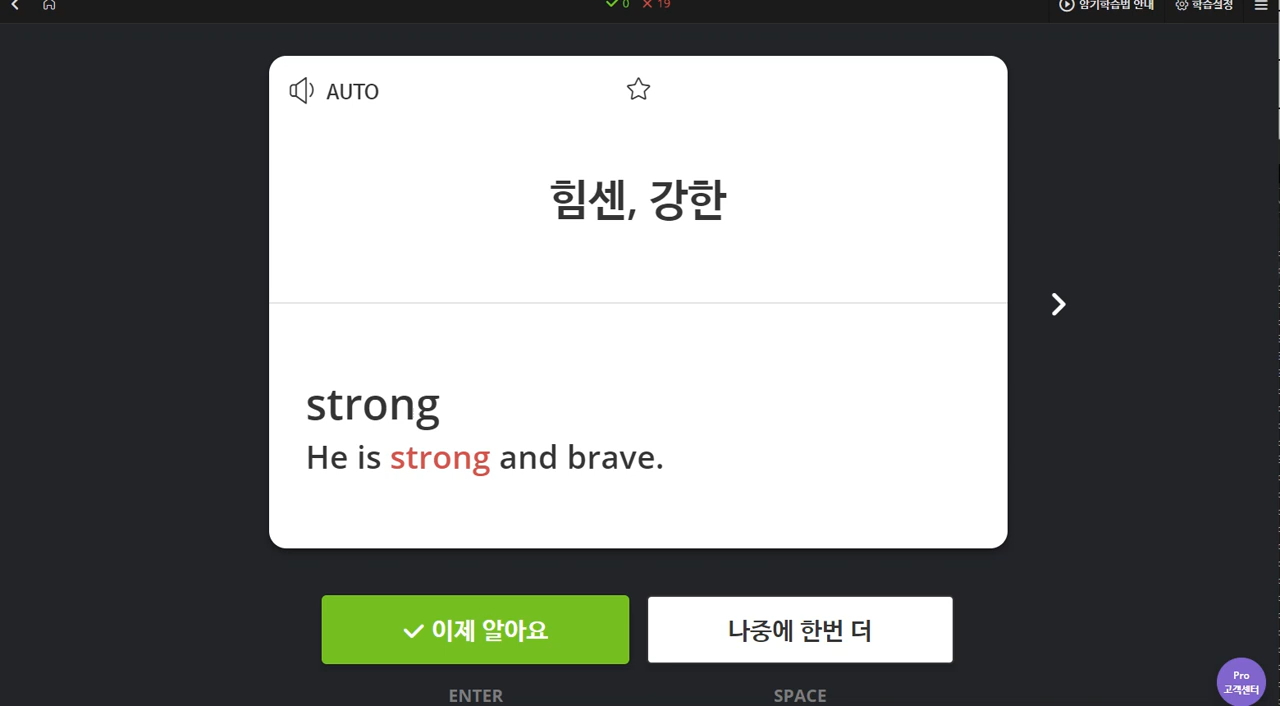 0 19 암기학습법 안내 학습설정
AUTO
힘센, 강한
strong
He is strong and brave.
이제 알아요 나중에 한번 더
ENTER SPACE
Pro
고객센터